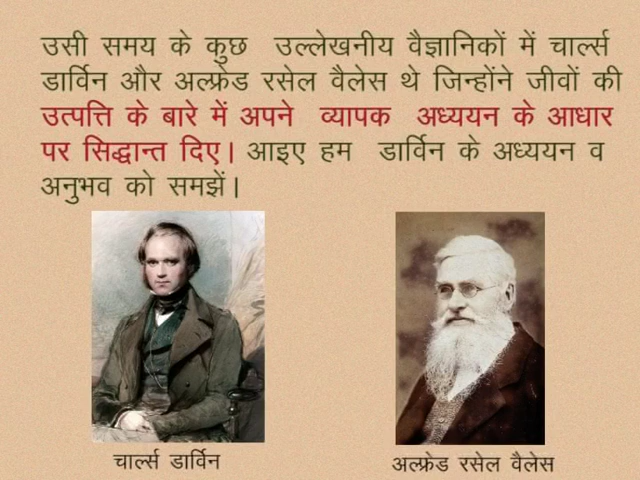 उसी समय के कुछ उल्लेखनीय वैज्ञानिकों में चार्ल्स
डार्विन और अल्फ्रेड रसेल वैलेस थे जिन्होंने जीवों की
उत्पत्ति के बारे में अपने व्यापक अध्ययन के आधार
पर सिद्धान्त दिए। आइए हम डार्विन के अध्ययन व
अनुभव को समझें।
चार्ल्स डार्विन
अल्फ्रेड रसेल वैलेस